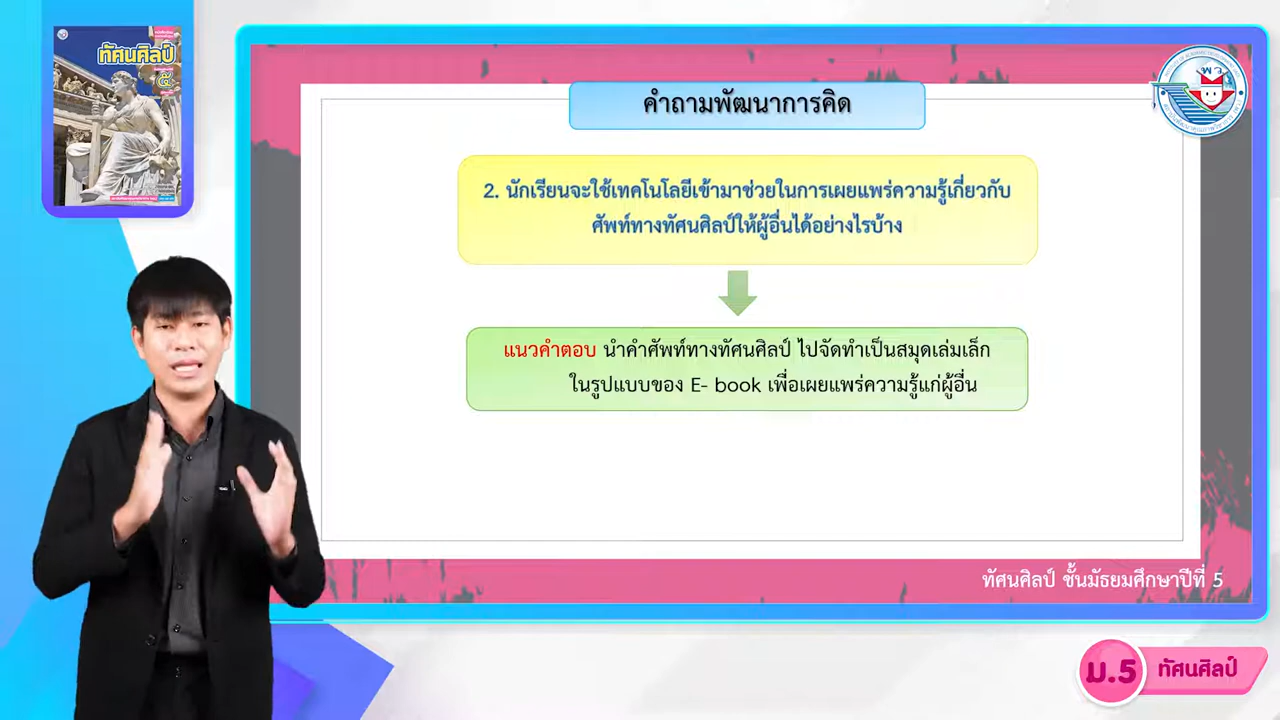 ทัศนศิลป์
๕
พว
คำถามพัฒนาการคิด
2. นักเรียนจะใช้เทคโนโลยีเข้ามาช่วยในการเผยแพร่ความรู้เกี่ยวกับ
ศัพท์ทางทัศนศิลป์ให้ผู้อื่นได้อย่างไรบ้าง
แนวคำตอบ นำคำศัพท์ทางทัศนศิลป์ ไปจัดทำเป็นสมุดเล่มเล็ก
ในรูปแบบของ E- book เพื่อเผยแพร่ความรู้แก่ผู้อื่น
ทัศนศิลป์ ชั้นมัธยมศึกษาปีที่ 5
ม.5 ทัศนศิลป์